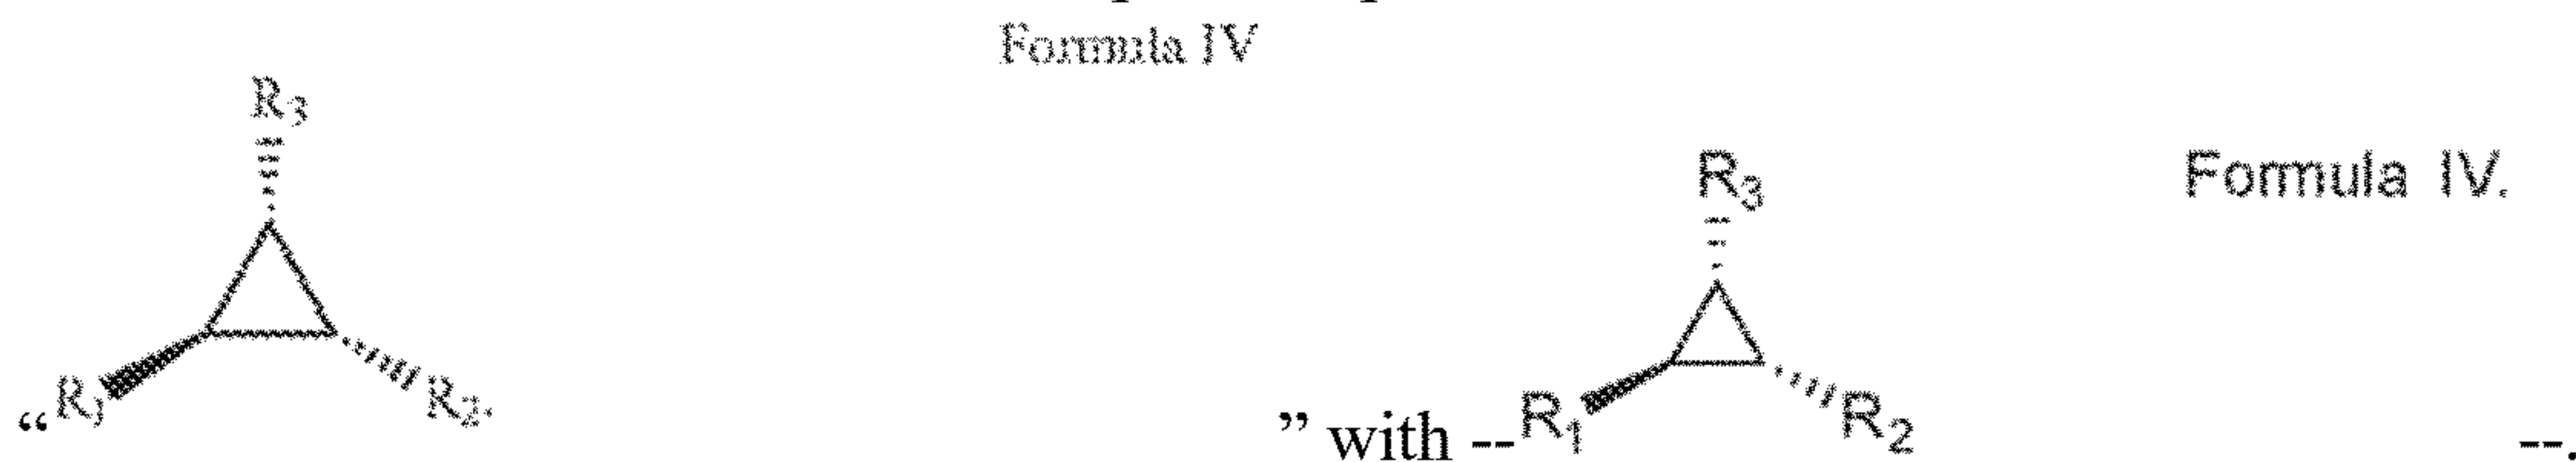 Formula IV
R3
R3
Formula IV.
“R1 R2.
” with --R1 R2 --.